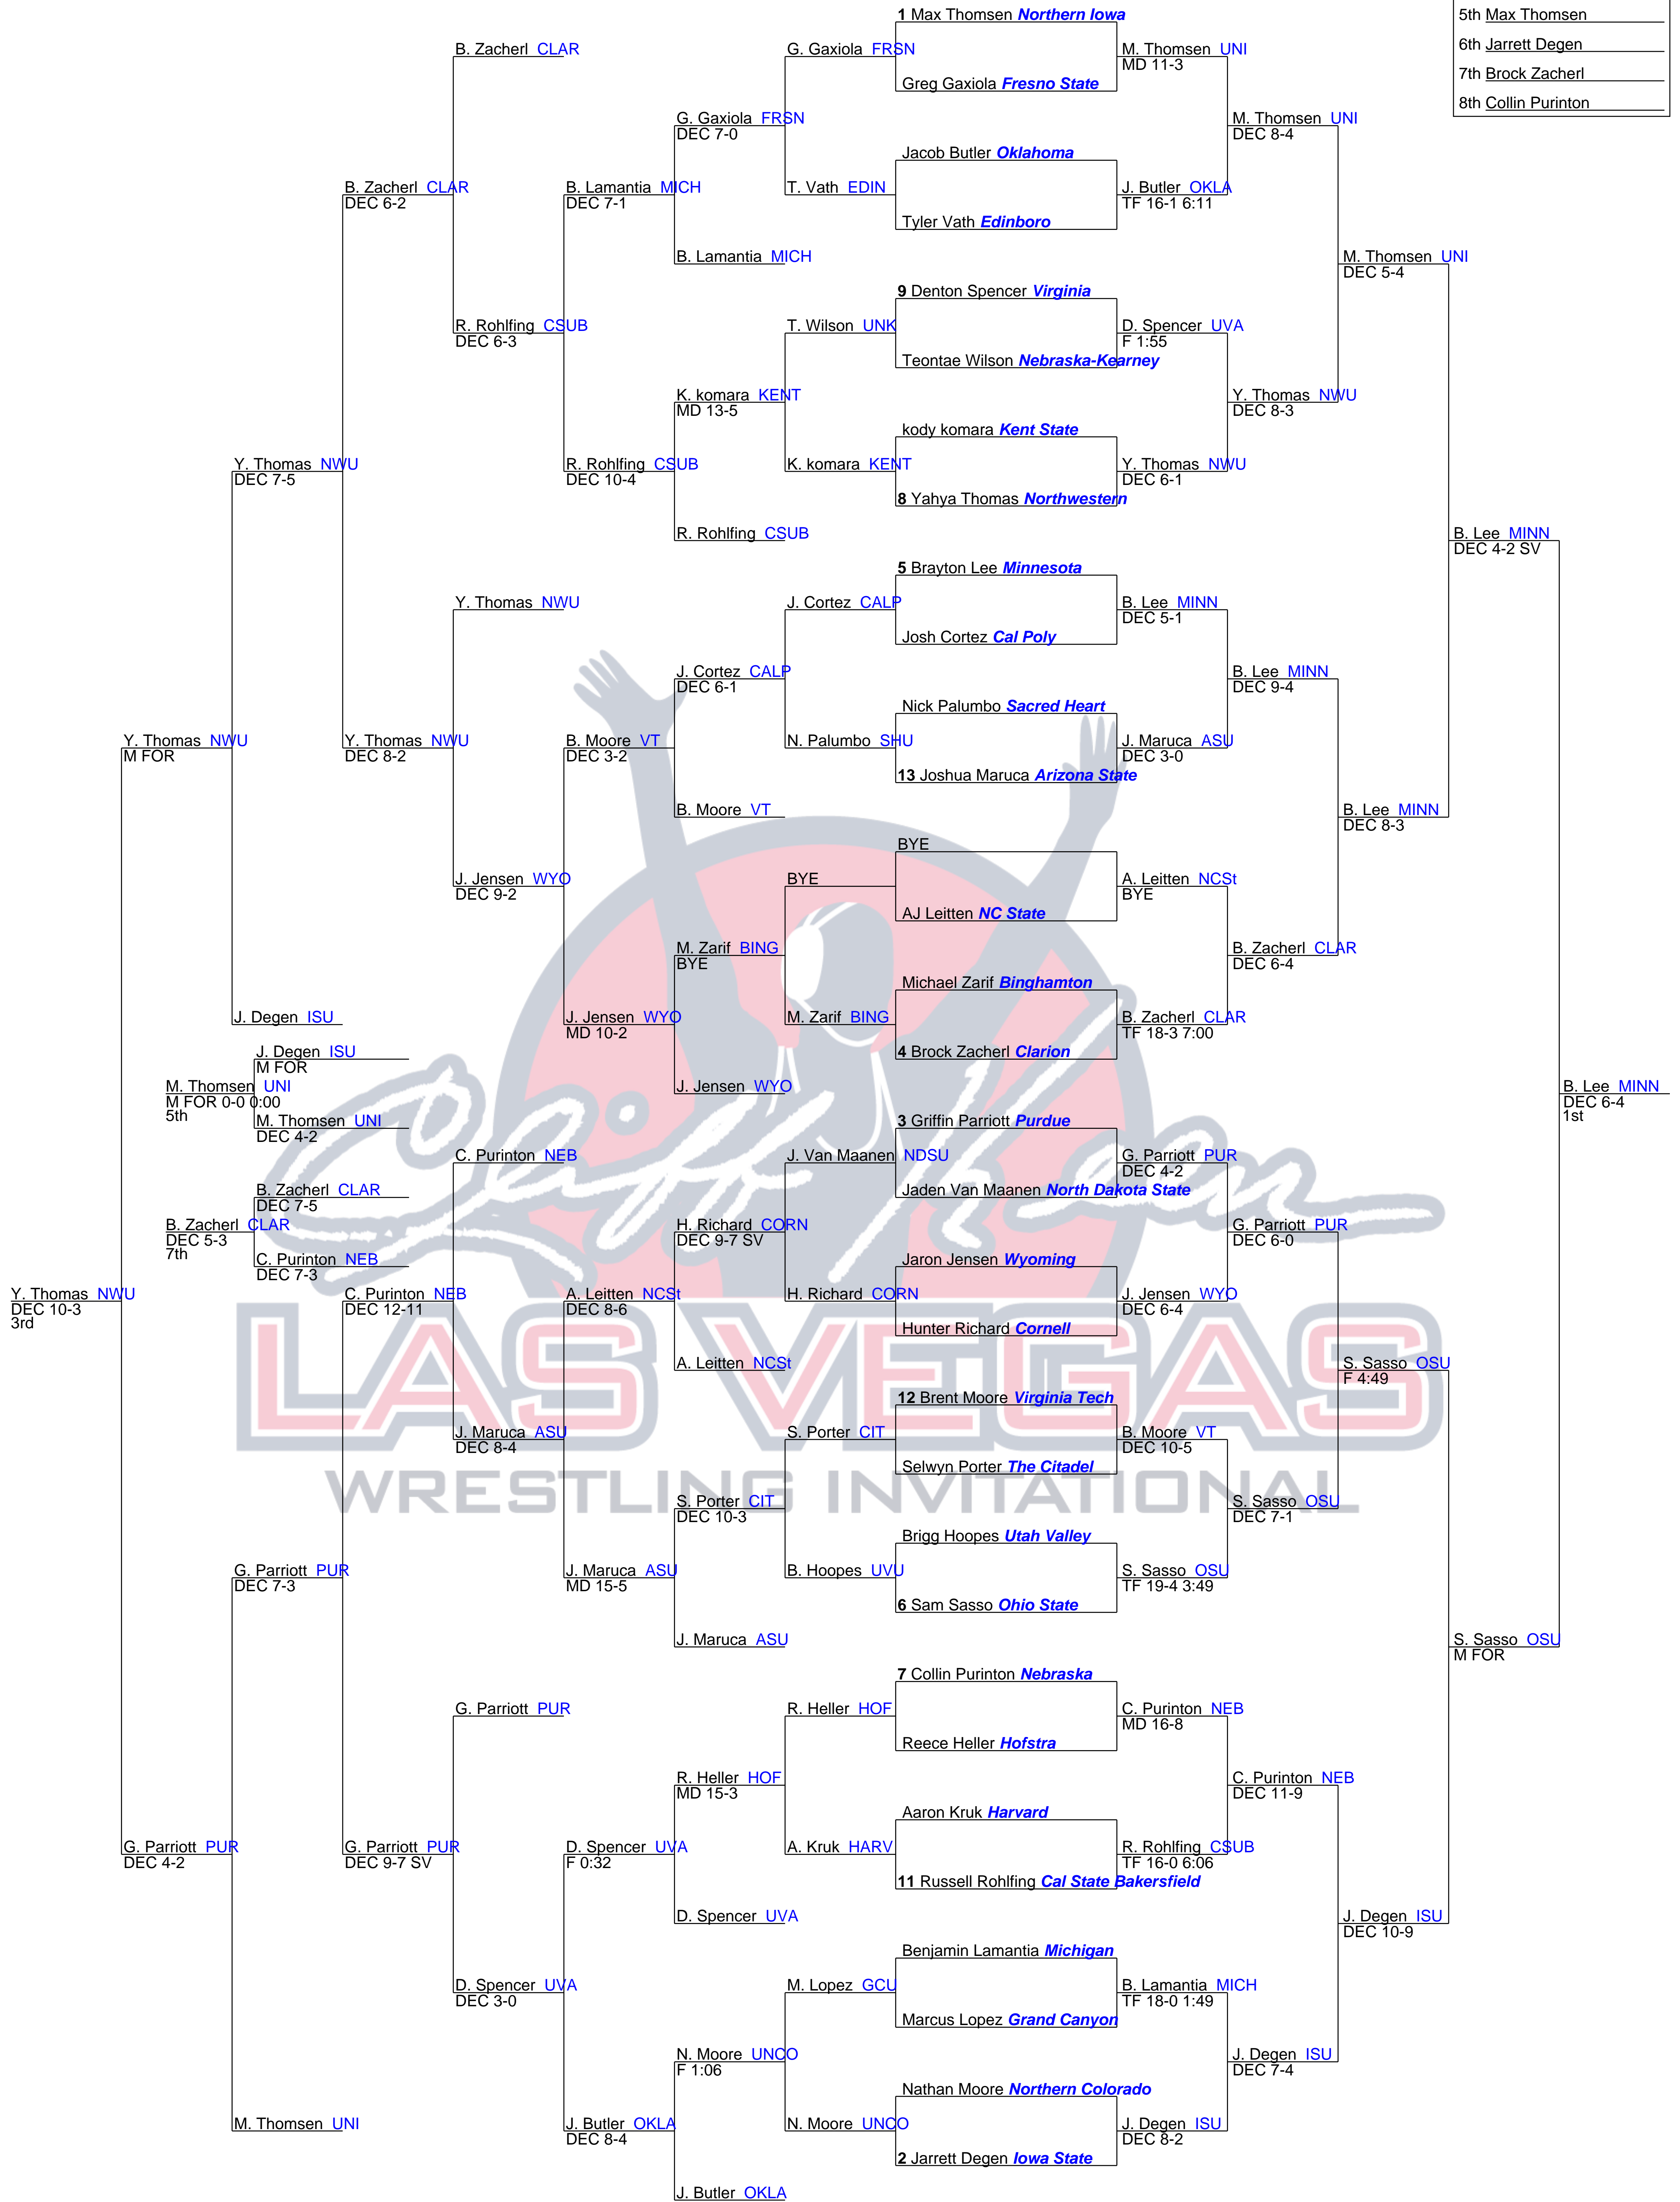 5th Max Thomsen
6th Jarrett Degen
7th Brock Zacherl
8th Collin Purinton
1 Max Thomsen Northern Iowa
Greg Gaxiola Fresno State
Jacob Butler Oklahoma
Tyler Vath Edinboro
9 Denton Spencer Virginia
Teontae Wilson Nebraska-Kearney
kody komara Kent State
8 Yahya Thomas Northwestern
5 Brayton Lee Minnesota
Josh Cortez Cal Poly
Nick Palumbo Sacred Heart
13 Joshua Maruca Arizona State
BYE
AJ Leitten NC State
Michael Zarif Binghamton
4 Brock Zacherl Clarion
3 Griffin Parriott Purdue
Jaden Van Maanen North Dakota State
Jaron Jensen Wyoming
Hunter Richard Cornell
12 Brent Moore Virginia Tech
Selwyn Porter The Citadel
Brigg Hoopes Utah Valley
6 Sam Sasso Ohio State
7 Collin Purinton Nebraska
Reece Heller Hofstra
Aaron Kruk Harvard
11 Russell Rohlfing Cal State Bakersfield
Benjamin Lamantia Michigan
Marcus Lopez Grand Canyon
Nathan Moore Northern Colorado
2 Jarrett Degen Iowa State
M. Thomsen UNI
MD 11-3
J. Butler OKLA
TF 16-1 6:11
D. Spencer UVA
F 1:55
Y. Thomas NWU
DEC 6-1
B. Lee MINN
DEC 5-1
J. Maruca ASU
DEC 3-0
A. Leitten NCSt
BYE
B. Zacherl CLAR
TF 18-3 7:00
G. Parriott PUR
DEC 4-2
J. Jensen WYO
DEC 6-4
B. Moore VT
DEC 10-5
S. Sasso OSU
TF 19-4 3:49
C. Purinton NEB
MD 16-8
R. Rohlfing CSUB
TF 16-0 6:06
B. Lamantia MICH
TF 18-0 1:49
J. Degen ISU
DEC 8-2
M. Thomsen UNI
DEC 8-4
Y. Thomas NWU
DEC 8-3
B. Lee MINN
DEC 9-4
B. Zacherl CLAR
DEC 6-4
G. Parriott PUR
DEC 6-0
S. Sasso OSU
DEC 7-1
C. Purinton NEB
DEC 11-9
J. Degen ISU
DEC 7-4
M. Thomsen UNI
DEC 5-4
B. Lee MINN
DEC 8-3
S. Sasso OSU
F 4:49
J. Degen ISU
DEC 10-9
B. Lee MINN
DEC 4-2 SV
S. Sasso OSU
M FOR
B. Lee MINN
DEC 6-4
1st
G. Gaxiola FRSN
T. Vath EDIN
T. Wilson UNK
K. komara KENT
J. Cortez CALP
N. Palumbo SHU
BYE
M. Zarif BING
J. Van Maanen NDSU
H. Richard CORN
S. Porter CIT
B. Hoopes UVU
R. Heller HOF
A. Kruk HARV
M. Lopez GCU
N. Moore UNCO
G. Gaxiola FRSN
DEC 7-0
B. Lamantia MICH
K. komara KENT
MD 13-5
R. Rohlfing CSUB
J. Cortez CALP
DEC 6-1
B. Moore VT
M. Zarif BING
BYE
J. Jensen WYO
H. Richard CORN
DEC 9-7 SV
A. Leitten NCSt
S. Porter CIT
DEC 10-3
J. Maruca ASU
R. Heller HOF
MD 15-3
D. Spencer UVA
N. Moore UNCO
F 1:06
J. Butler OKLA
B. Lamantia MICH
DEC 7-1
R. Rohlfing CSUB
DEC 10-4
B. Moore VT
DEC 3-2
J. Jensen WYO
MD 10-2
A. Leitten NCSt
DEC 8-6
J. Maruca ASU
MD 15-5
D. Spencer UVA
F 0:32
J. Butler OKLA
DEC 8-4
B. Zacherl CLAR
R. Rohlfing CSUB
DEC 6-3
Y. Thomas NWU
J. Jensen WYO
DEC 9-2
C. Purinton NEB
J. Maruca ASU
DEC 8-4
G. Parriott PUR
D. Spencer UVA
DEC 3-0
B. Zacherl CLAR
DEC 6-2
Y. Thomas NWU
DEC 8-2
C. Purinton NEB
DEC 12-11
G. Parriott PUR
DEC 9-7 SV
Y. Thomas NWU
DEC 7-5
J. Degen ISU
G. Parriott PUR
DEC 7-3
M. Thomsen UNI
Y. Thomas NWU
M FOR
G. Parriott PUR
DEC 4-2
Y. Thomas NWU
DEC 10-3
3rd
J. Degen ISU
M FOR
M. Thomsen UNI
M FOR 0-0 0:00
5th
M. Thomsen UNI
DEC 4-2
B. Zacherl CLAR
DEC 7-5
B. Zacherl CLAR
DEC 5-3
7th
C. Purinton NEB
DEC 7-3
Cliff Keen
LAS VEGAS
WRESTLING INVITATIONAL